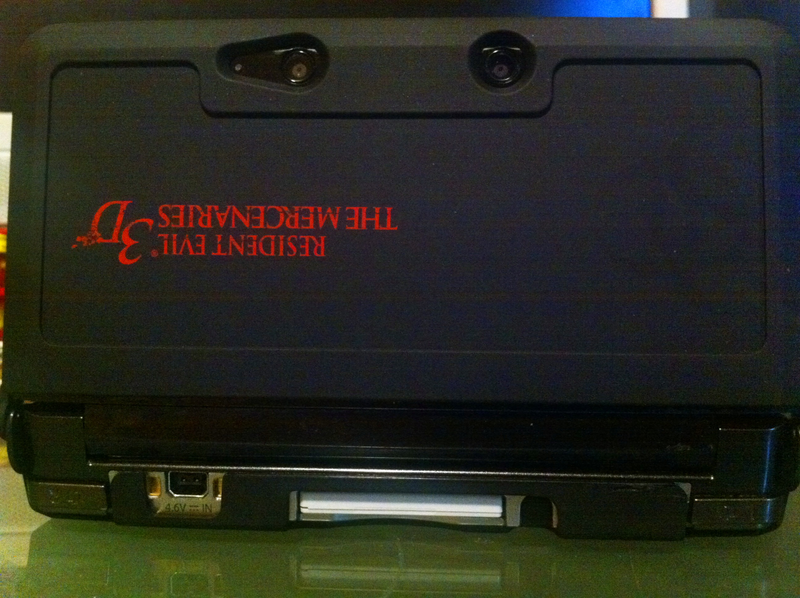 RESIDENT EVIL®
THE MERCENARIES
3D
4.6V⎓IN